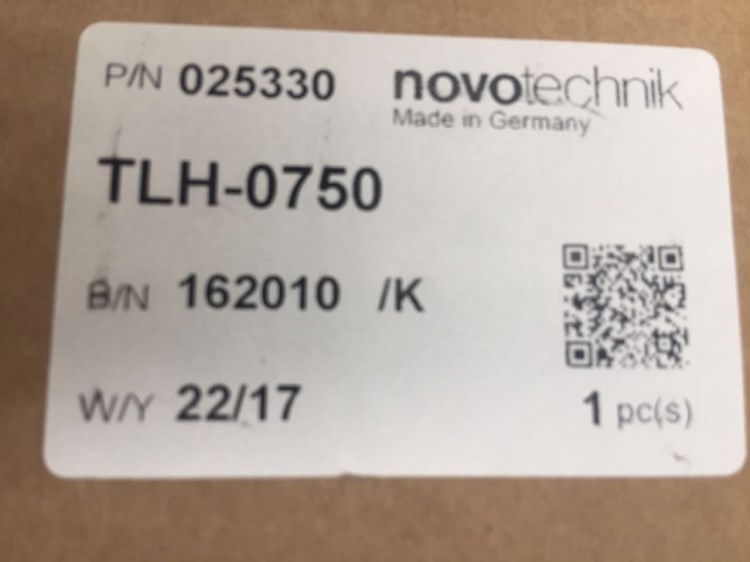 P/N 025330 novotechnik
Made in Germany
TLH-0750
B/N 162010 /K
W/Y 22/17
1 pc(s)